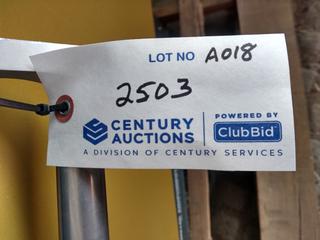 LOT NO A018
2503
CENTURY AUCTIONS
POWERED BY
ClubBid
A DIVISION OF CENTURY SERVICES